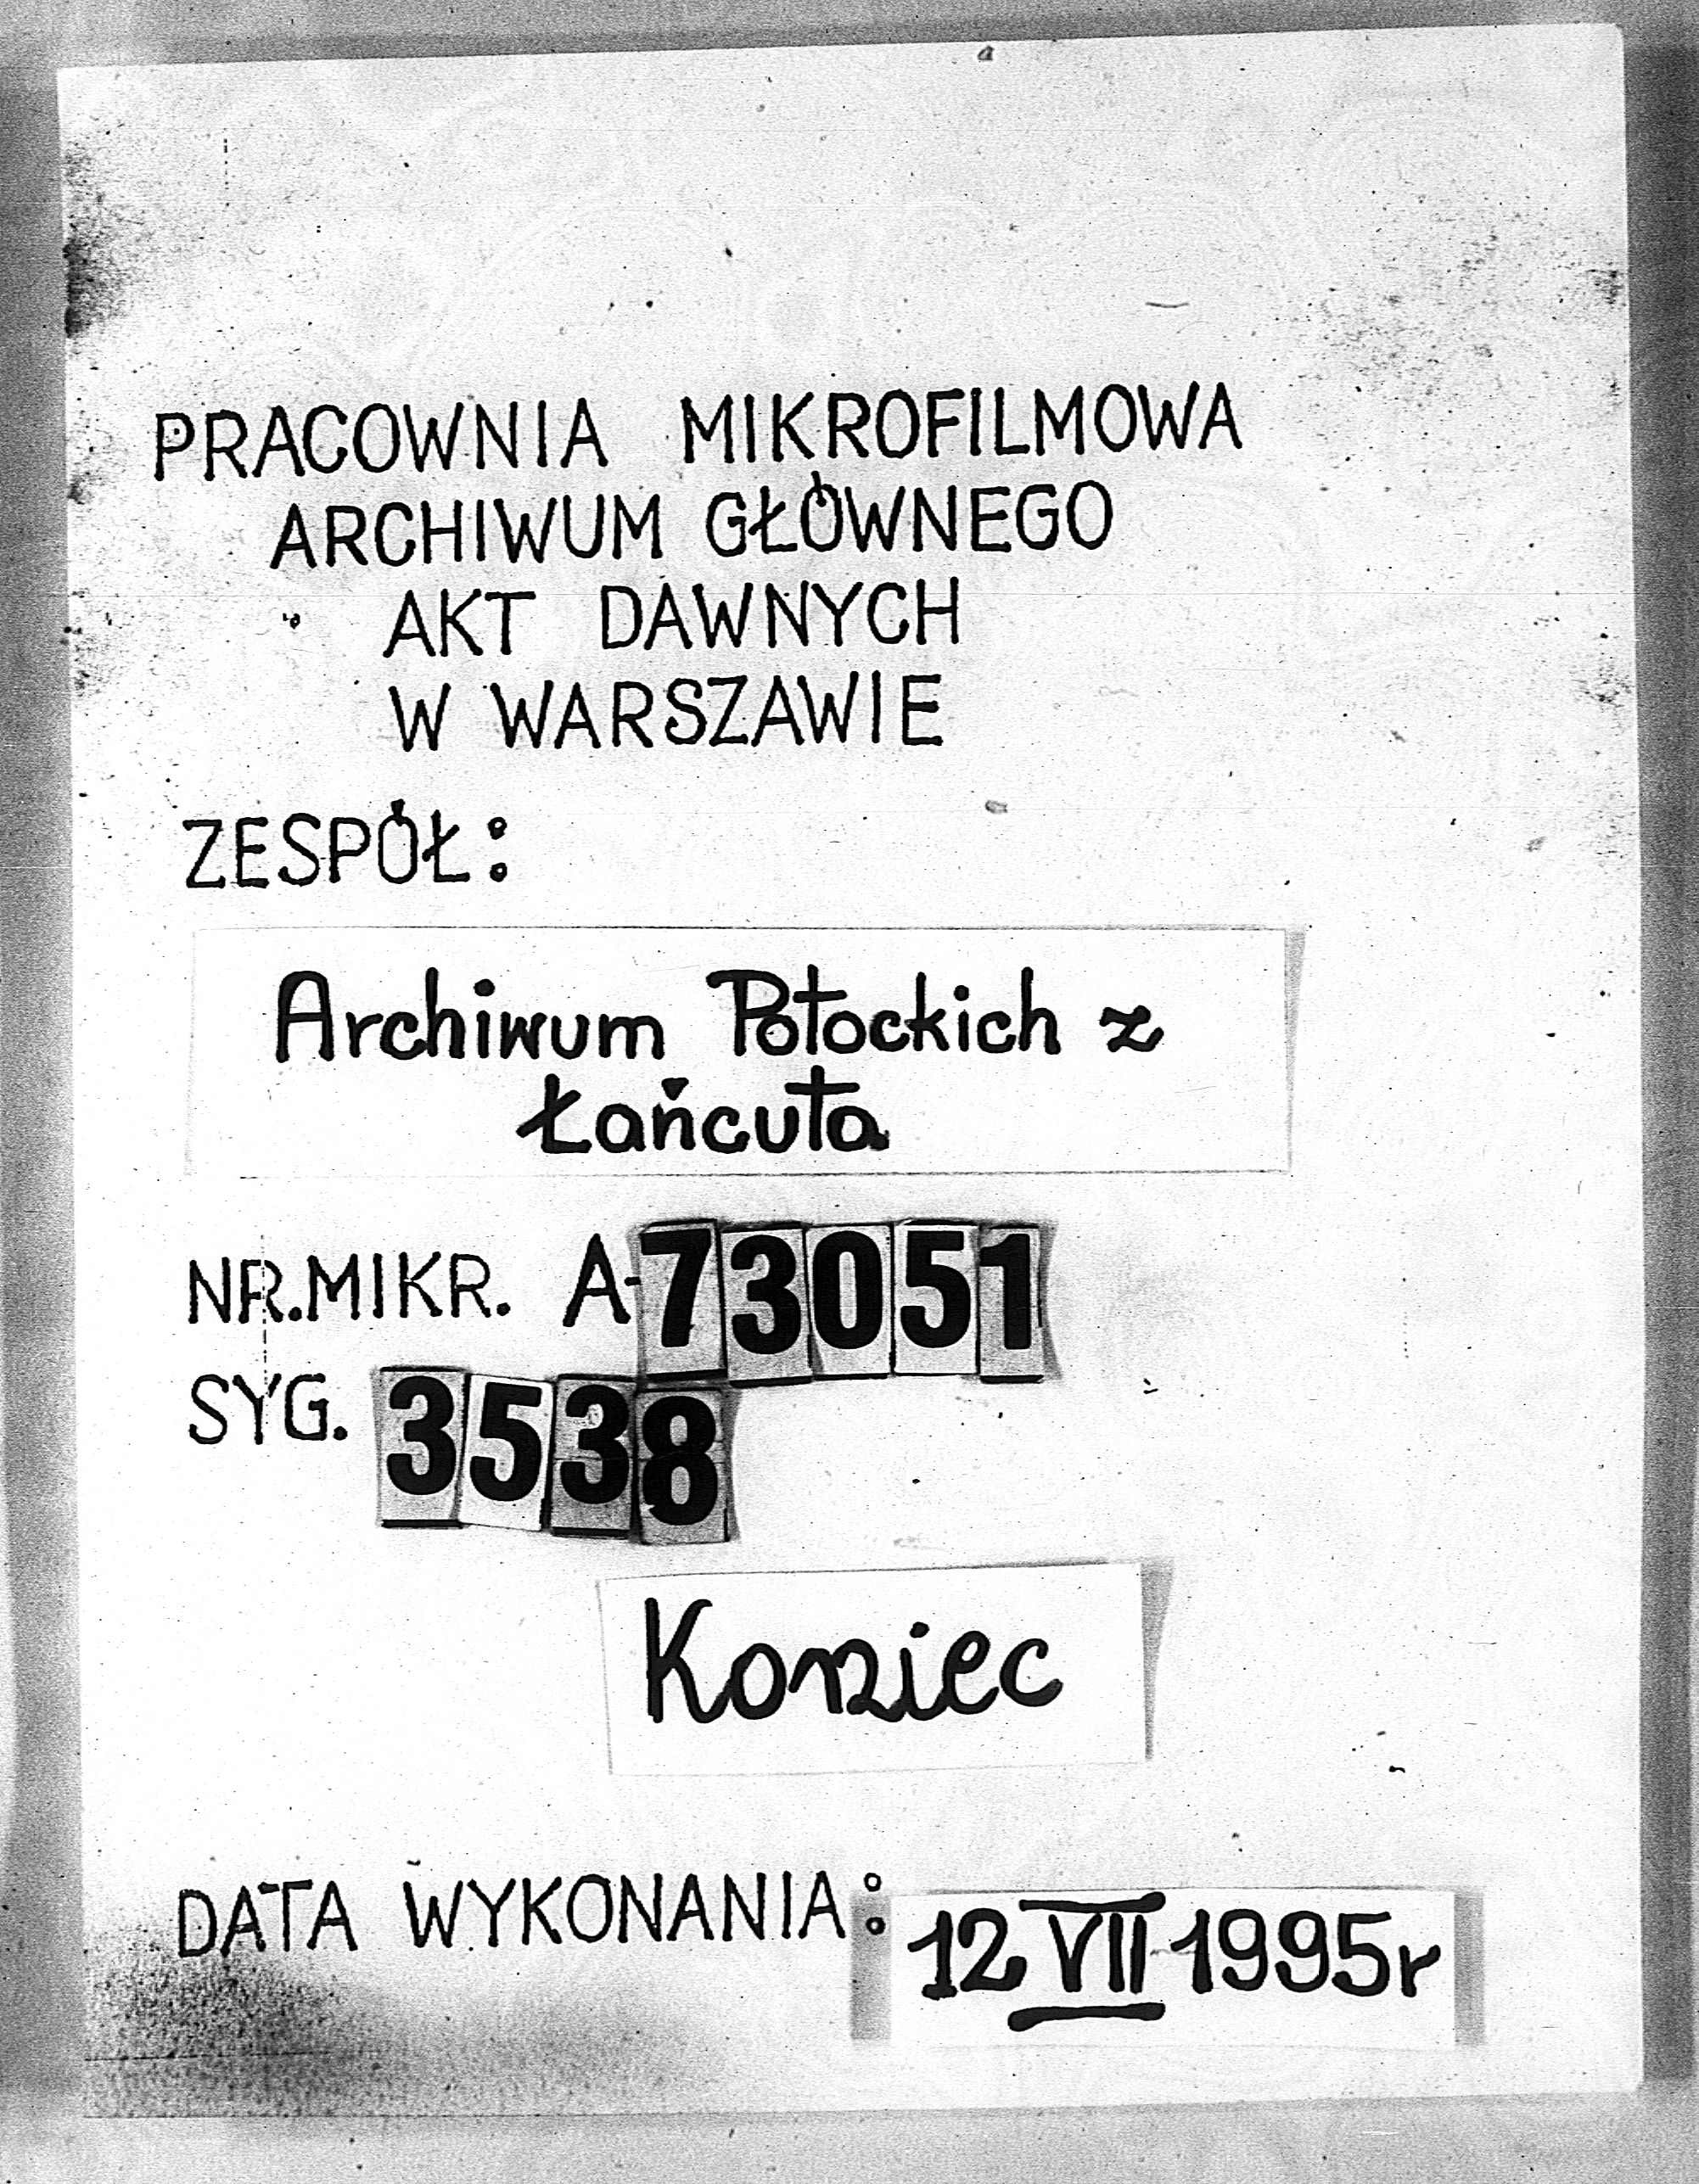 PRACOWNIA MIKROFILMOWA
ARCHIWUM GŁÓWNEGO
AKT DAWNYCH
W WARSZAWIE
ZESPÓŁ:
Archiwum Potockich z
Łańcuta
NR.MIKR. A-73051
SYG. 3538
Koniec
DATA WYKONANIA: 12 VII 1995r